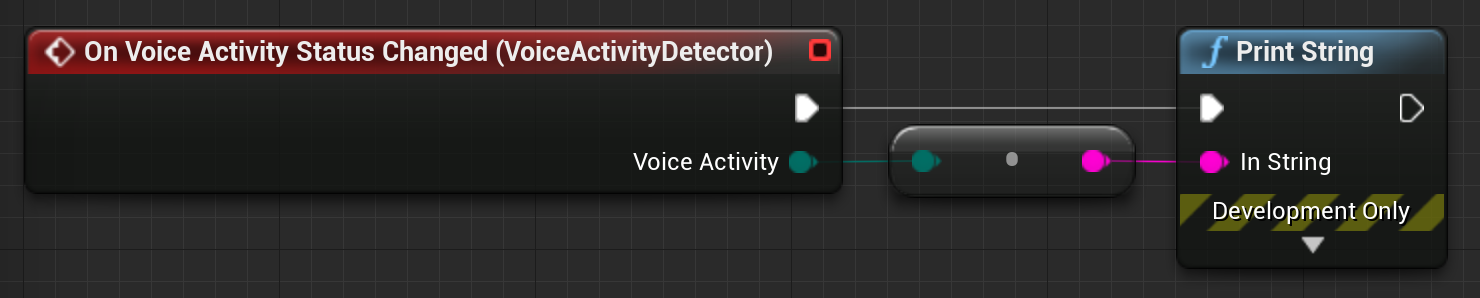 On Voice Activity Status Changed (VoiceActivityDetector)
Voice Activity
Print String
In String
Development Only